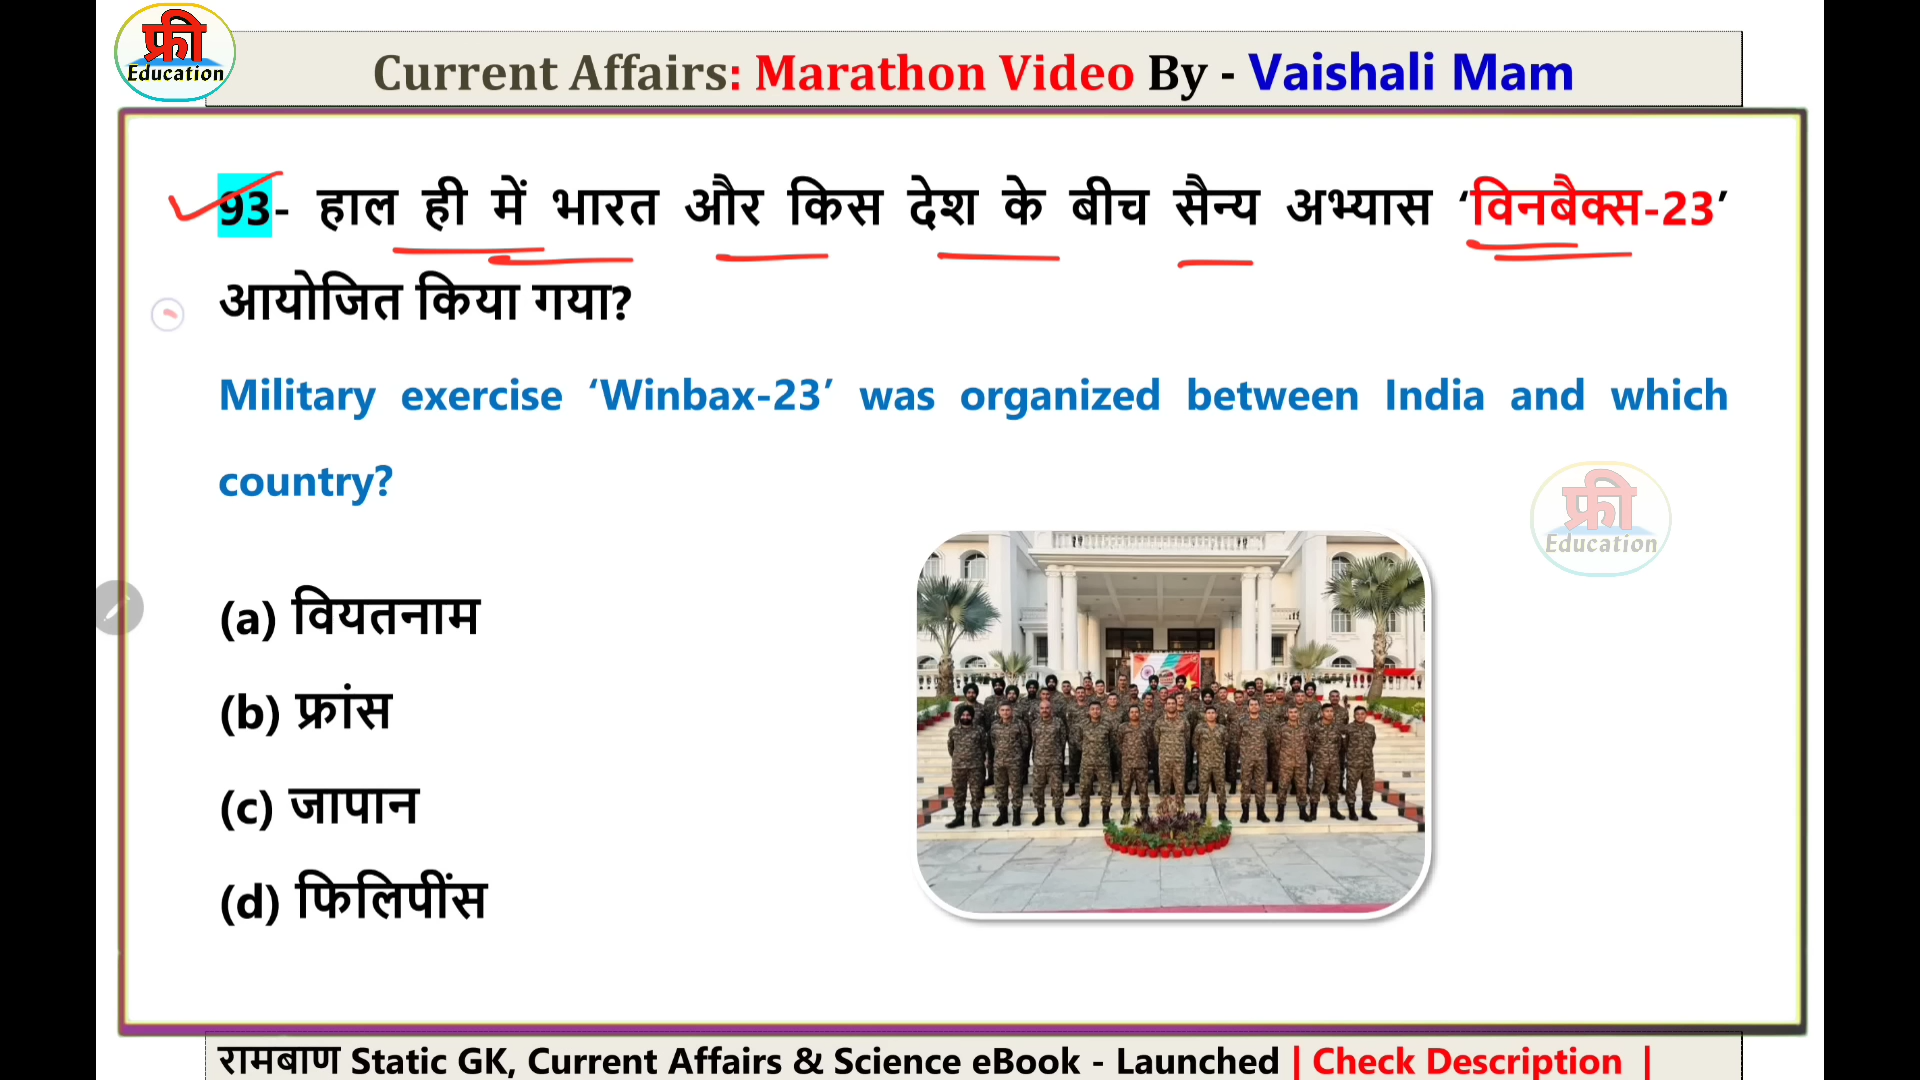 फ्री
Education
Current Affairs: Marathon Video By - Vaishali Mam
93- हाल ही में भारत और किस देश के बीच सैन्य अभ्यास ‘विनबैक्स-23’
आयोजित किया गया?
Military exercise ‘Winbax-23’ was organized between India and which
country?
फ्री
Education
(a) वियतनाम
(b) फ्रांस
(c) जापान
(d) फिलिपींस
रामबाण Static GK, Current Affairs & Science eBook - Launched | Check Description |